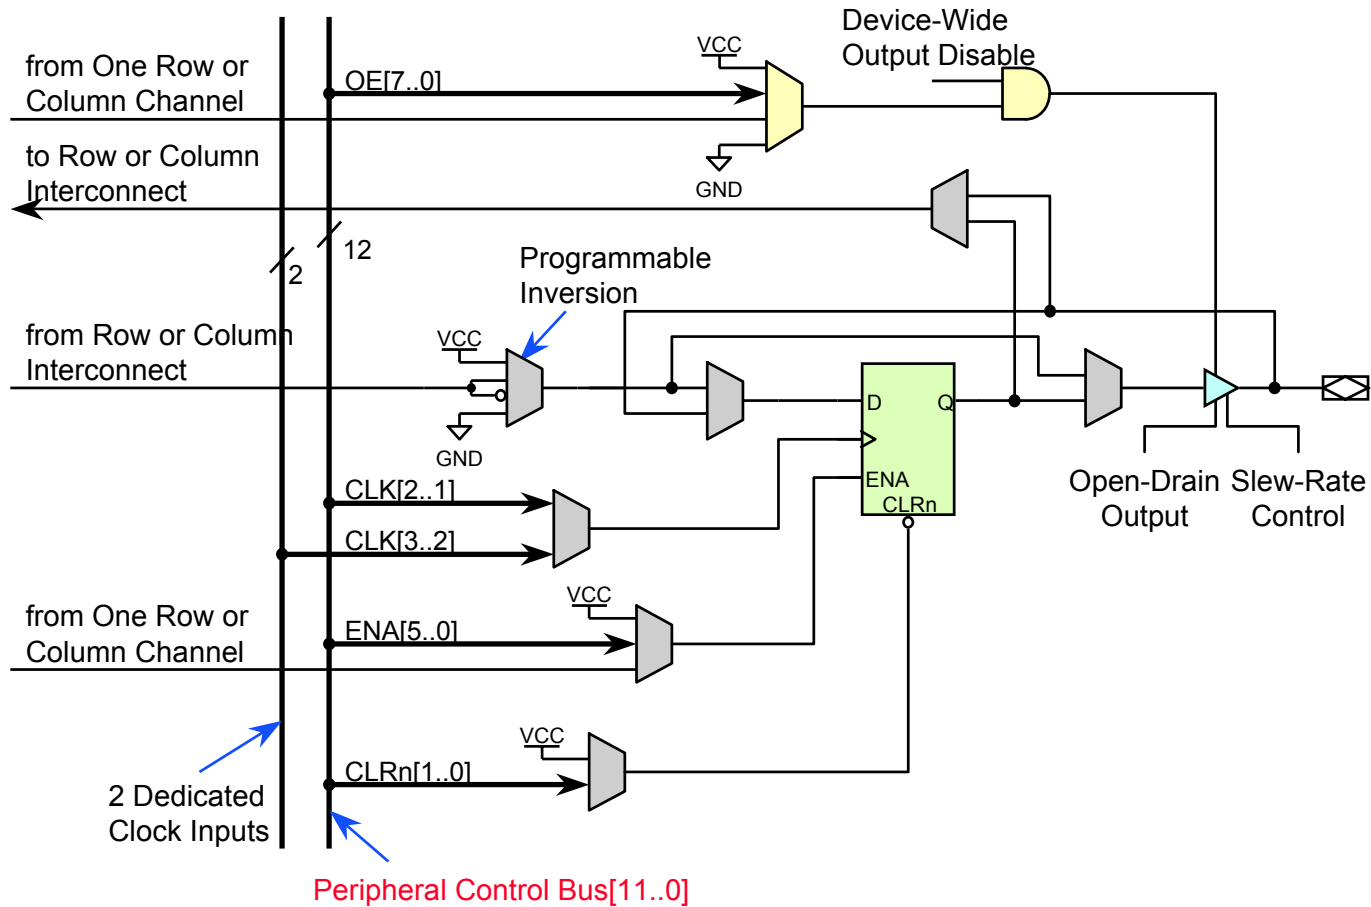 Device-Wide
Output Disable
VCC
from One Row or
Column Channel
OE[7..0]
to Row or Column
Interconnect
GND
12
2
Programmable
Inversion
from Row or Column
Interconnect
VCC
GND
D
Q
ENA
CLRn
Open-Drain
Output
Slew-Rate
Control
CLK[2..1]
CLK[3..2]
from One Row or
Column Channel
VCC
ENA[5..0]
VCC
CLRn[1..0]
2 Dedicated
Clock Inputs
Peripheral Control Bus[11..0]